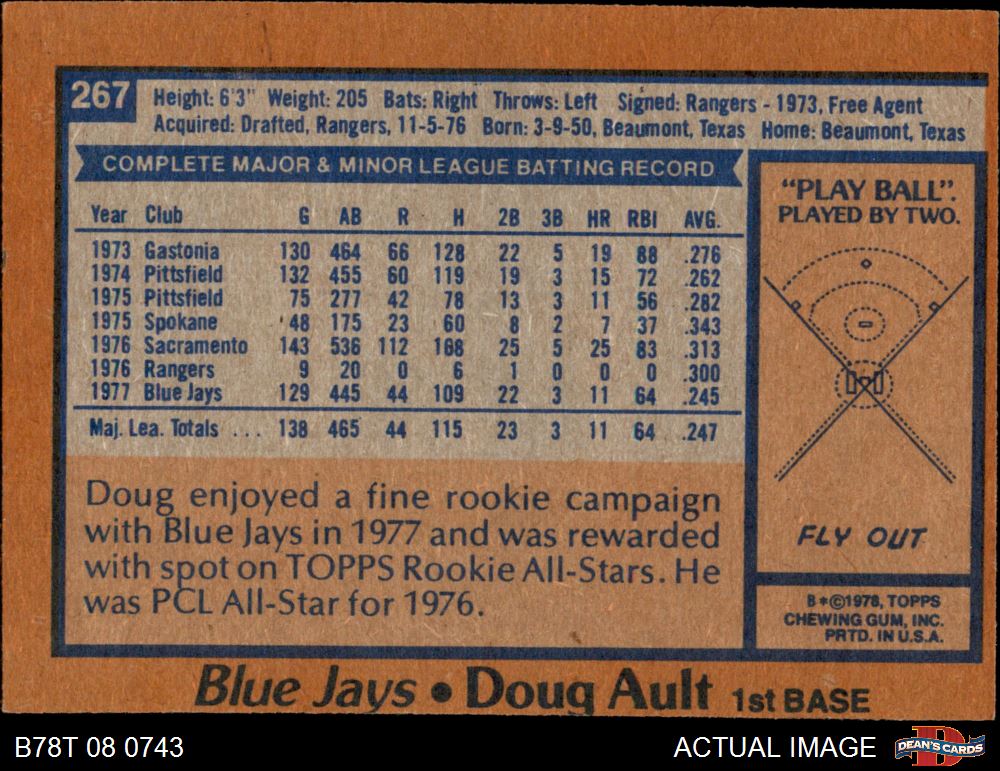 267
Height: 6'3" Weight: 205 Bats: Right Throws: Left Signed: Rangers - 1973, Free Agent
Acquired: Drafted, Rangers, 11-5-76 Born: 3-9-50, Beaumont, Texas Home: Beaumont, Texas
COMPLETE MAJOR & MINOR LEAGUE BATTING RECORD
Year Club G AB R H 2B 3B HR RBI AVG.
1973 Gastonia 130 464 66 128 22 5 19 88 .276
1974 Pittsfield 132 455 60 119 19 3 15 72 .262
1975 Pittsfield 75 277 42 78 13 3 11 56 .282
1975 Spokane 48 175 23 60 8 2 7 37 .343
1976 Sacramento 143 536 112 168 25 5 25 83 .313
1976 Rangers 9 20 0 6 1 0 0 0 .300
1977 Blue Jays 129 445 44 109 22 3 11 64 .245
Maj. Lea. Totals ... 138 465 44 115 23 3 11 64 .247
Doug enjoyed a fine rookie campaign
with Blue Jays in 1977 and was rewarded
with spot on TOPPS Rookie All-Stars. He
was PCL All-Star for 1976.
"PLAY BALL".
PLAYED BY TWO.
FLY OUT
B*©1978, TOPPS
CHEWING GUM, INC.
PRTD. IN U.S.A.
Blue Jays • Doug Ault 1st BASE
B78T 08 0743
ACTUAL IMAGE
DEAN'S CARDS